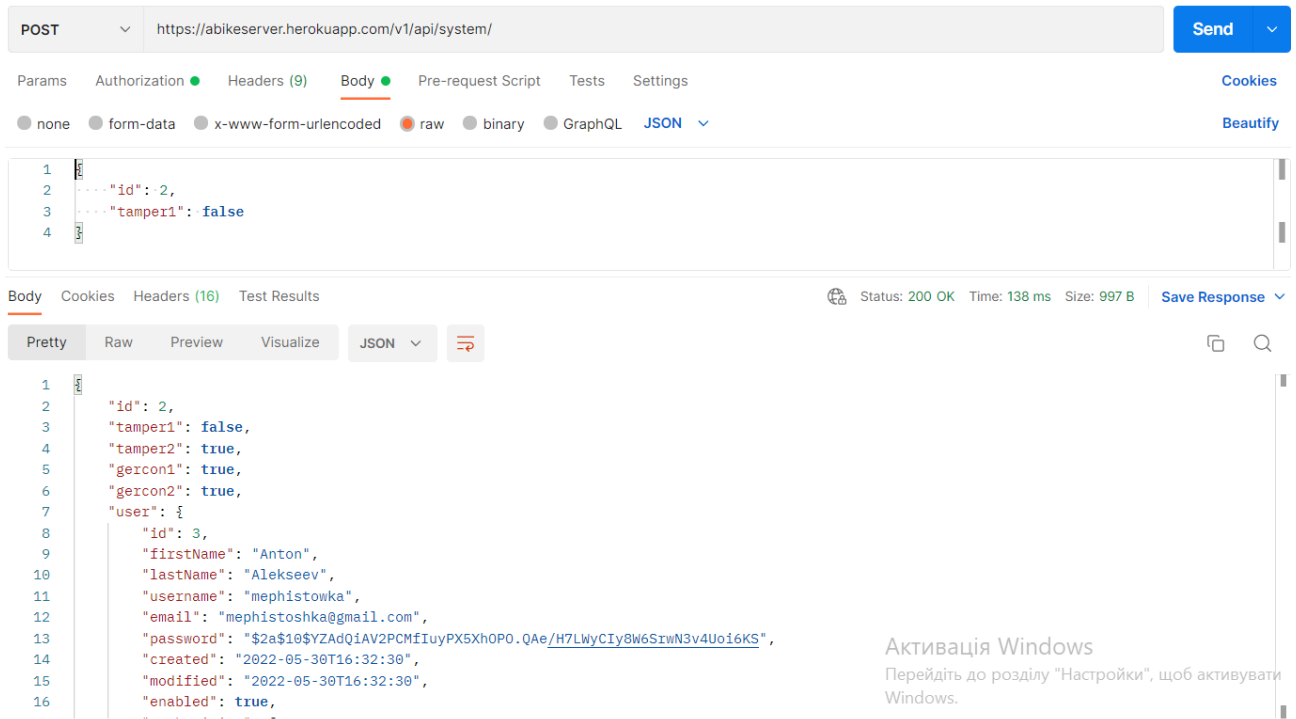 POST https://abikeserver.herokuapp.com/v1/api/system/ Send
Params Authorization Headers (9) Body Pre-request Script Tests Settings Cookies
none form-data x-www-form-urlencoded raw binary GraphQL JSON Beautify
1 {
2 "id": 2,
3 "tamper1": false
4 }
Body Cookies Headers (16) Test Results Status: 200 OK Time: 138 ms Size: 997 B Save Response
Pretty Raw Preview Visualize JSON
1 {
2 "id": 2,
3 "tamper1": false,
4 "tamper2": true,
5 "gercon1": true,
6 "gercon2": true,
7 "user": {
8 "id": 3,
9 "firstName": "Anton",
10 "lastName": "Alekseev",
11 "username": "mephistowka",
12 "email": "mephistoshka@gmail.com",
13 "password": "$2a$10$YZAdQiAV2PCMfIuyPX5XhOPO.QAe/H7LWyCIy8W6SrwN3v4Uoi6KS",
14 "created": "2022-05-30T16:32:30",
15 "modified": "2022-05-30T16:32:30",
16 "enabled": true,
Активація Windows
Перейдіть до розділу "Настройки", щоб активувати
Windows.